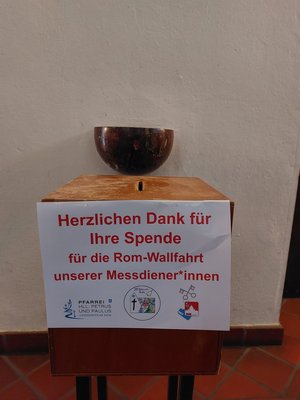 Herzlichen Dank für
Ihre Spende
für die Rom-Wallfahrt
unserer Messdiener*innen
PFARREI
HLL. PETRUS
UND PAULUS